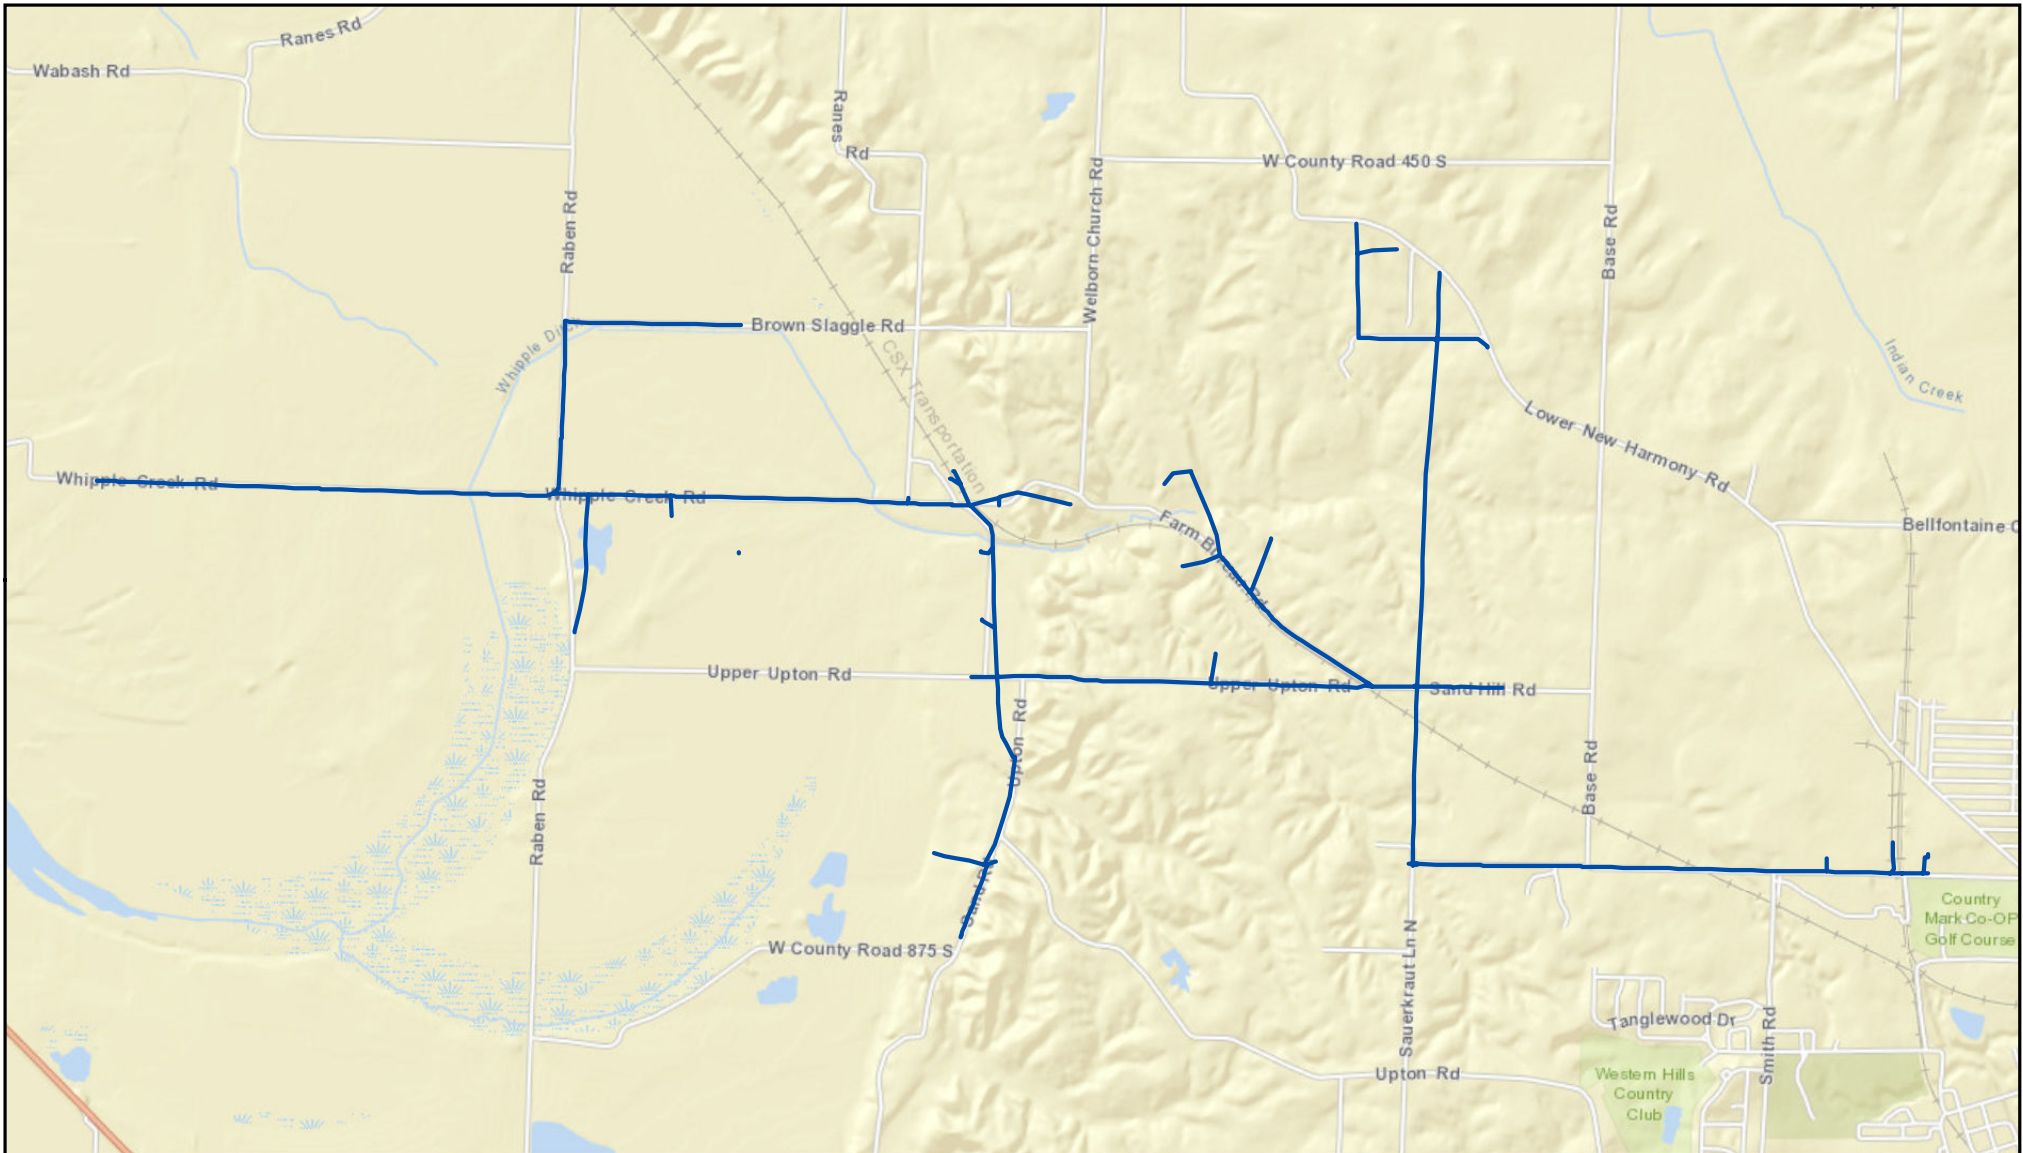 Ranes Rd
Wabash Rd
Ranes
Rd
W County Road 450 S
Raben Rd
Welborn Church Rd
Base Rd
Whipple Ditch
Brown Slaggle Rd
CSX Transportation
Indian Creek
Lower New Harmony Rd
Whipple Creek Rd
Whipple Creek Rd
Farm Bureau Rd
Bellfontaine C
Upper Upton Rd
Upper Upton Rd
Sand Hill Rd
Upton Rd
Base Rd
Raben Rd
Sand Rd
Country
Mark Co-OP
Golf Course
W County Road 875 S
Sauerkraut Ln N
Tanglewood Dr
Smith Rd
Upton Rd
Western Hills
Country
Club